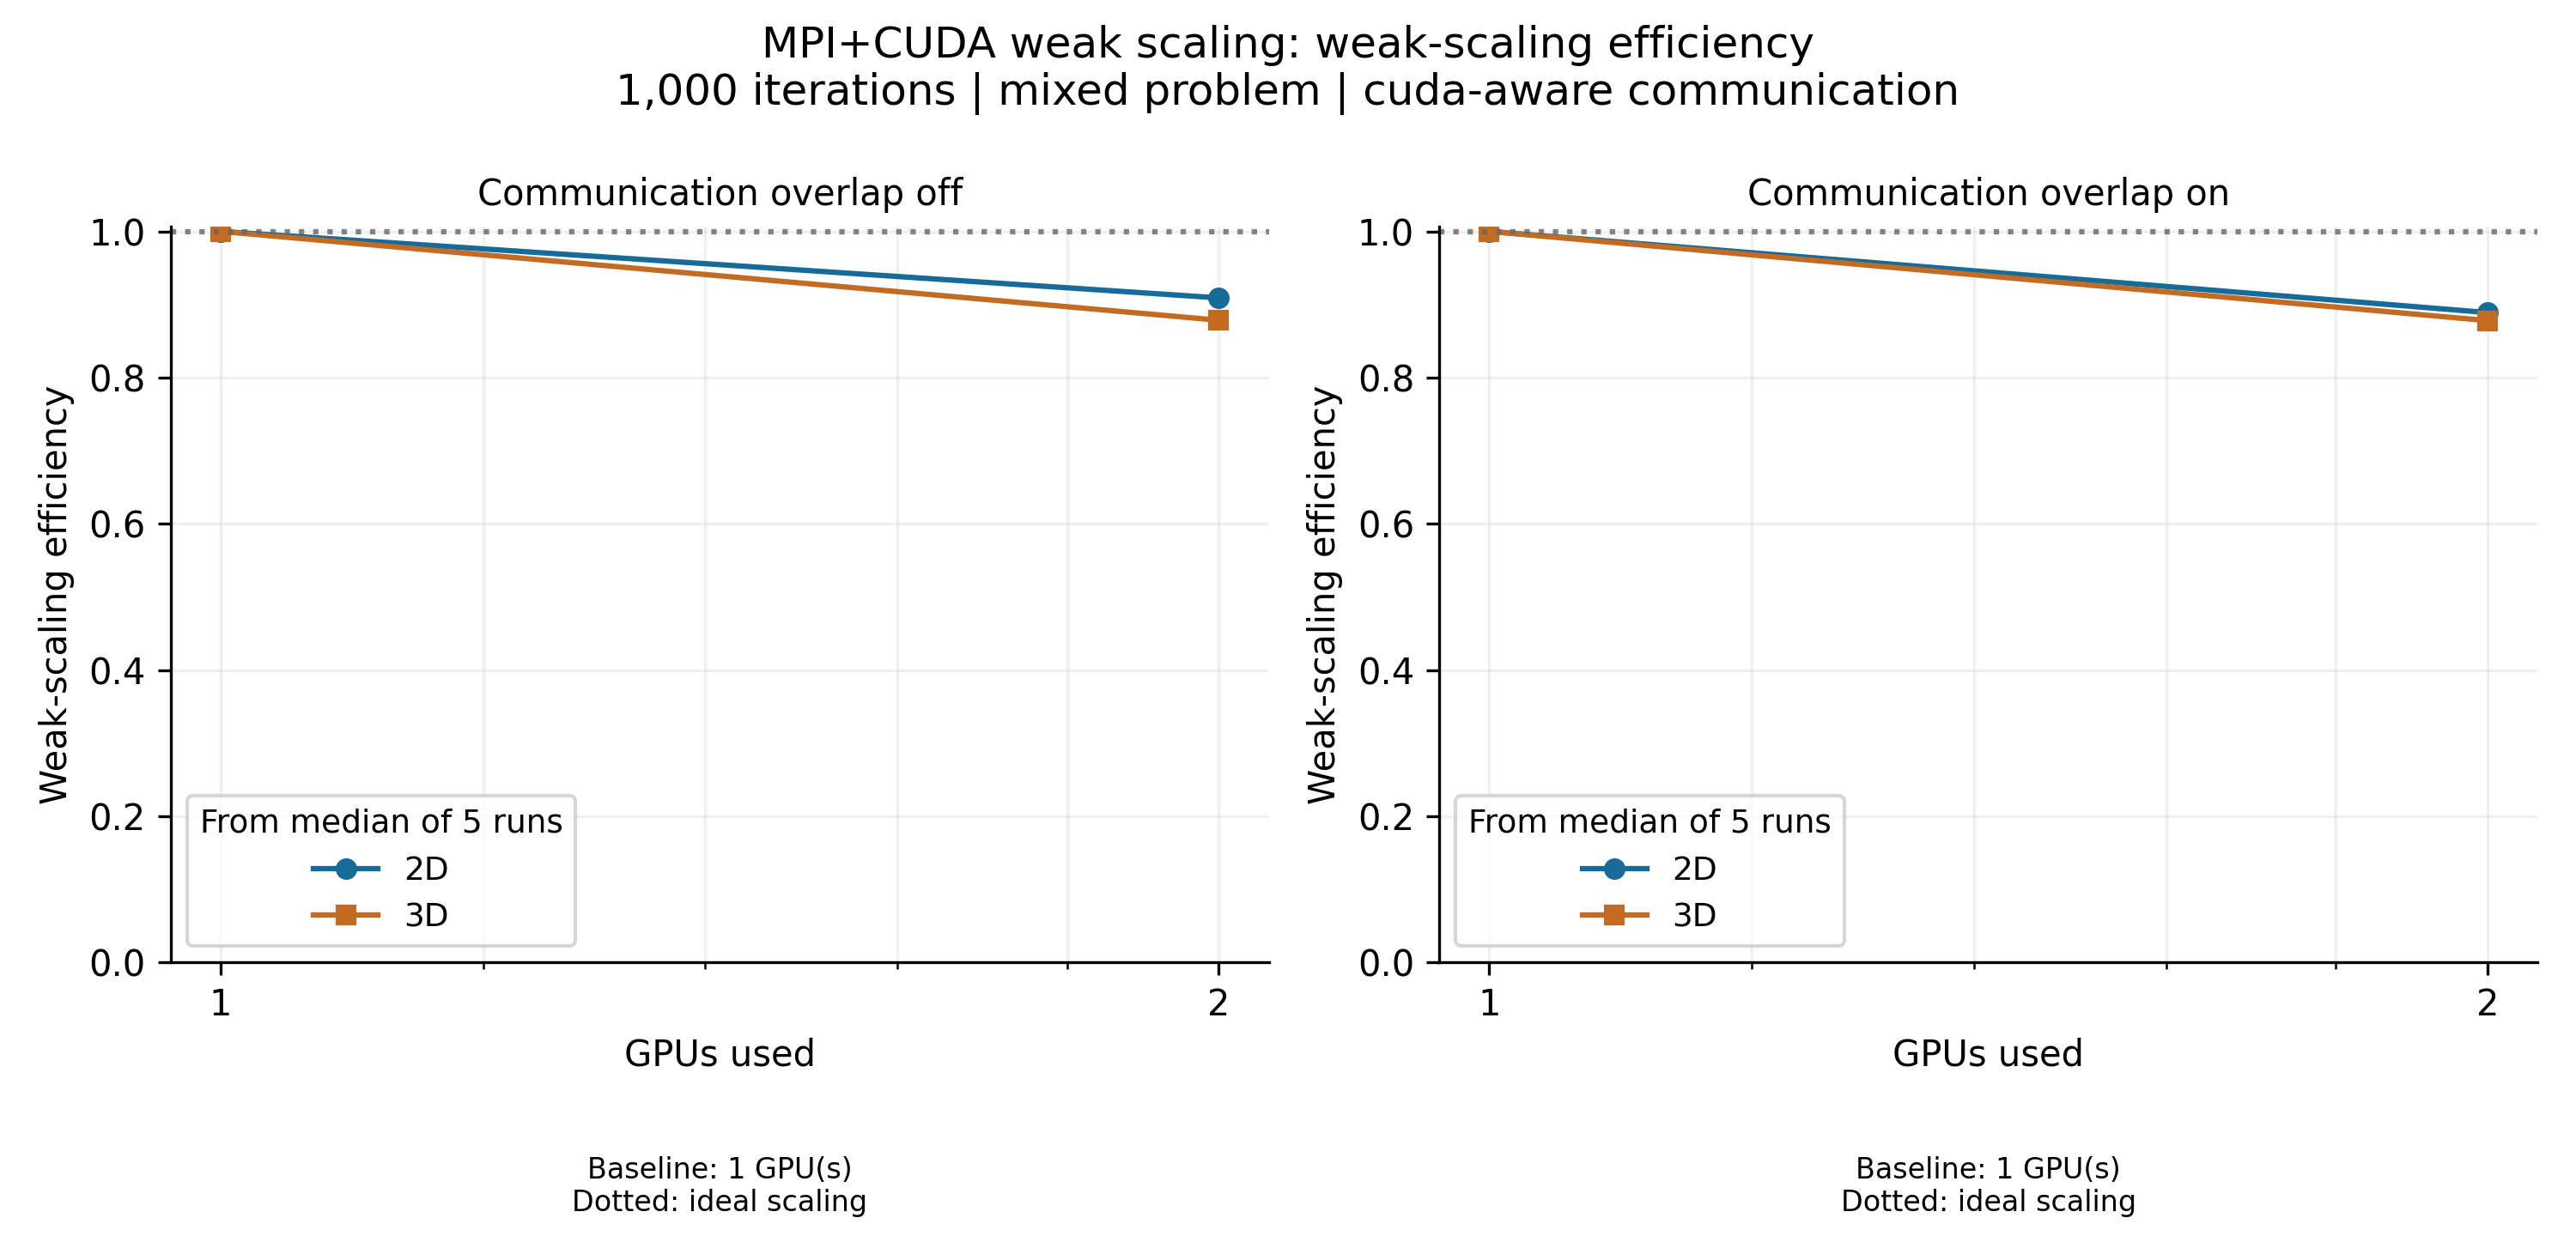 MPI+CUDA weak scaling: weak-scaling efficiency
1,000 iterations | mixed problem | cuda-aware communication
Communication overlap off
Weak-scaling efficiency
1.0
0.8
0.6
0.4
0.2
0.0
From median of 5 runs
2D
3D
1
2
GPUs used
Baseline: 1 GPU(s)
Dotted: ideal scaling
Communication overlap on
Weak-scaling efficiency
1.0
0.8
0.6
0.4
0.2
0.0
From median of 5 runs
2D
3D
1
2
GPUs used
Baseline: 1 GPU(s)
Dotted: ideal scaling